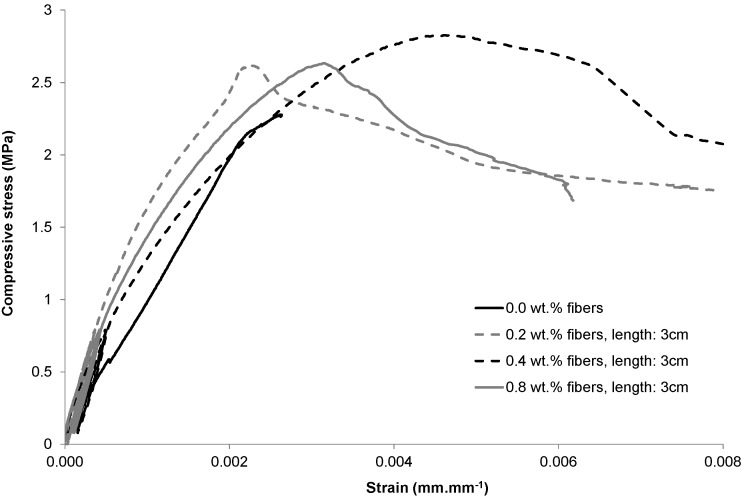 3
2.5
2
1.5
1
0.5
0
Compressive stress (MPa)
0.000
0.002
0.004
0.006
0.008
Strain (mm.mm⁻¹)
0.0 wt.% fibers
0.2 wt.% fibers, length: 3cm
0.4 wt.% fibers, length: 3cm
0.8 wt.% fibers, length: 3cm